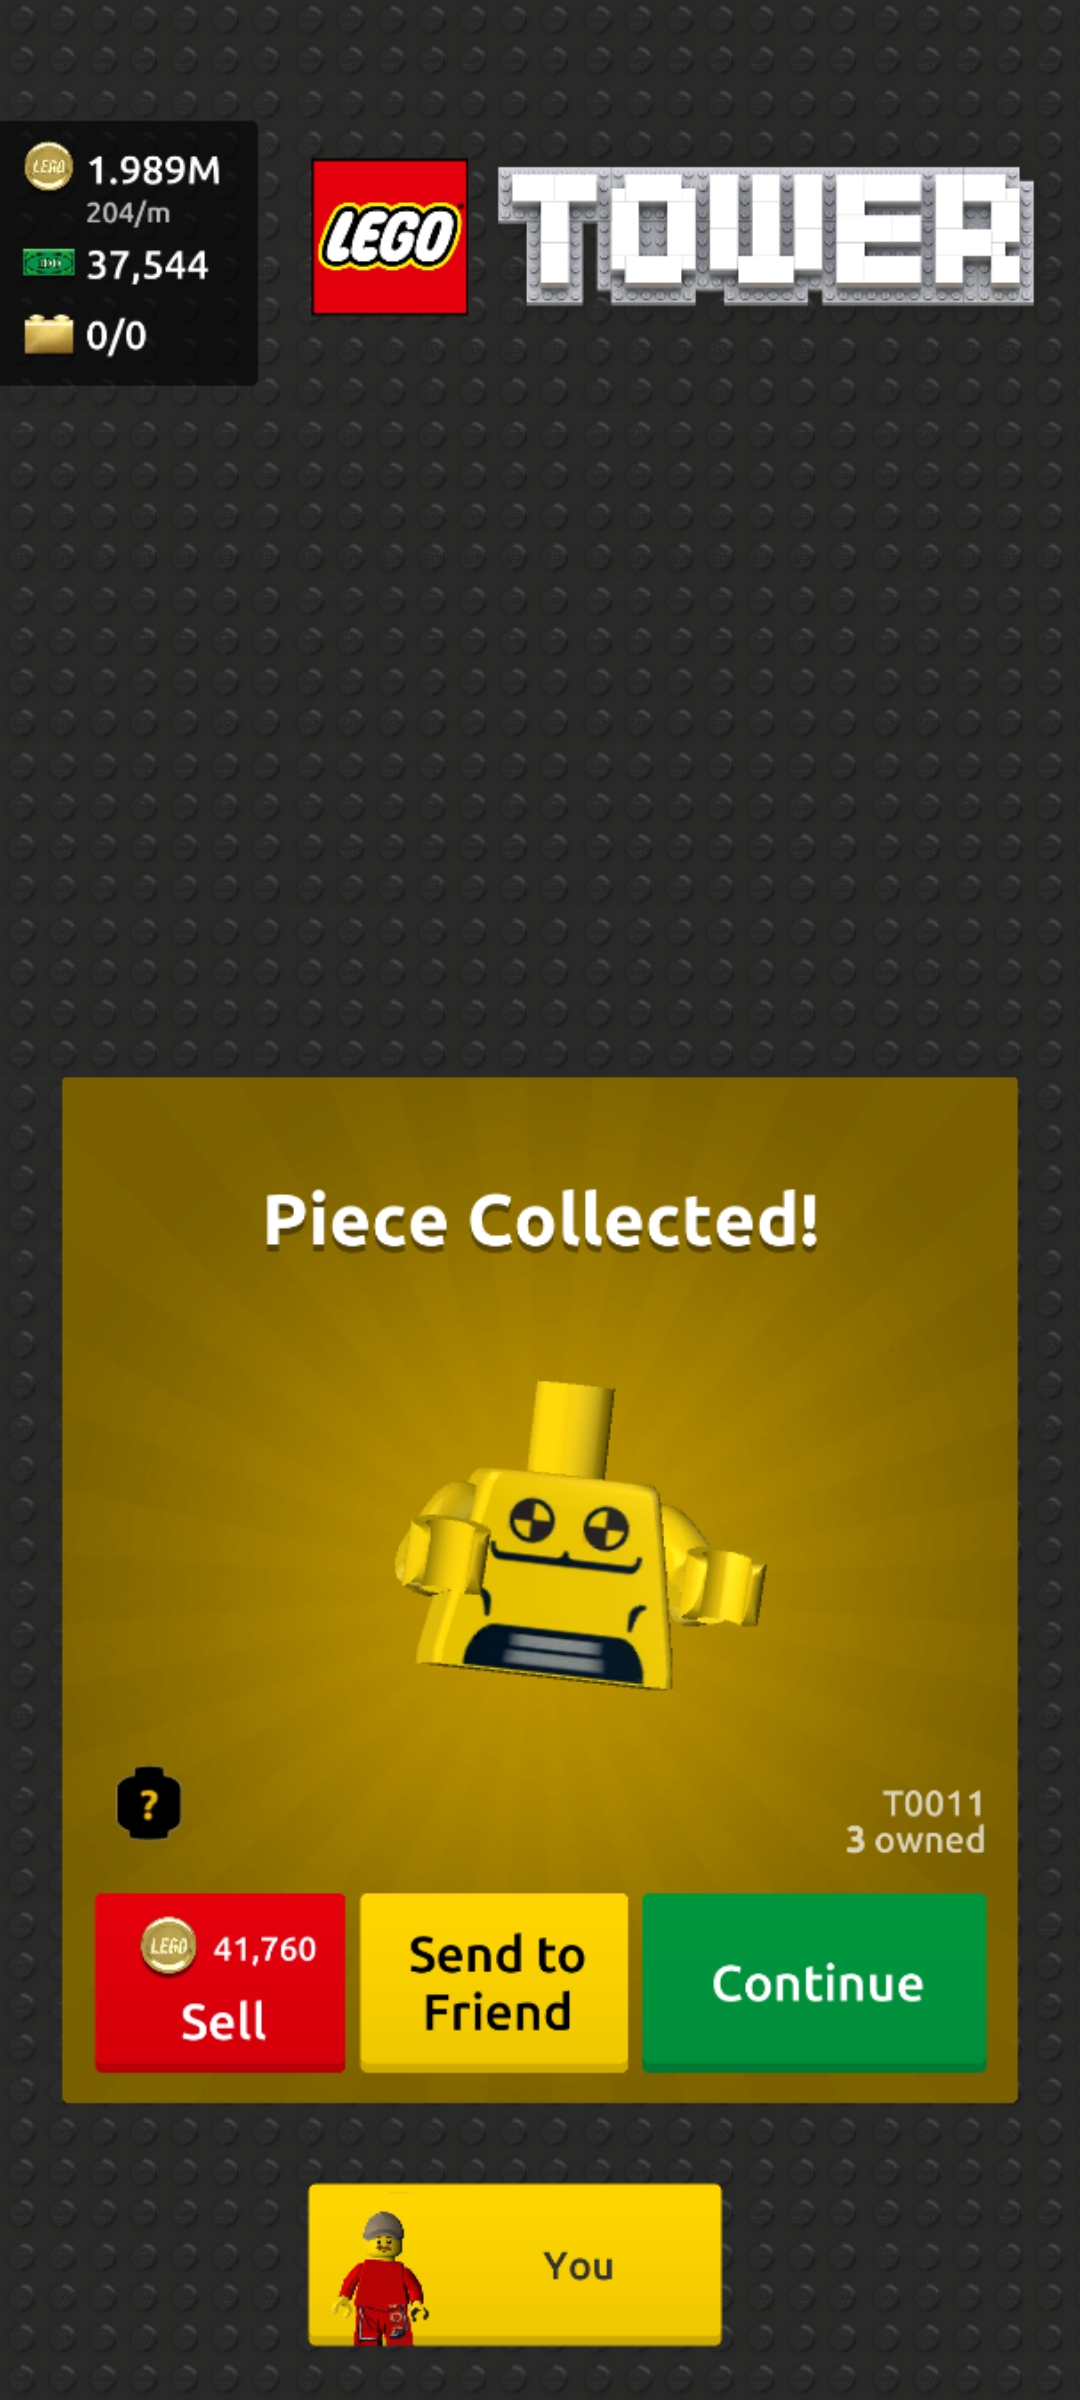 LEGO 1.989M
204/m
37,544
0/0
LEGO TOWER
Piece Collected!
?
T0011
3 owned
LEGO 41,760
Sell
Send to
Friend
Continue
You